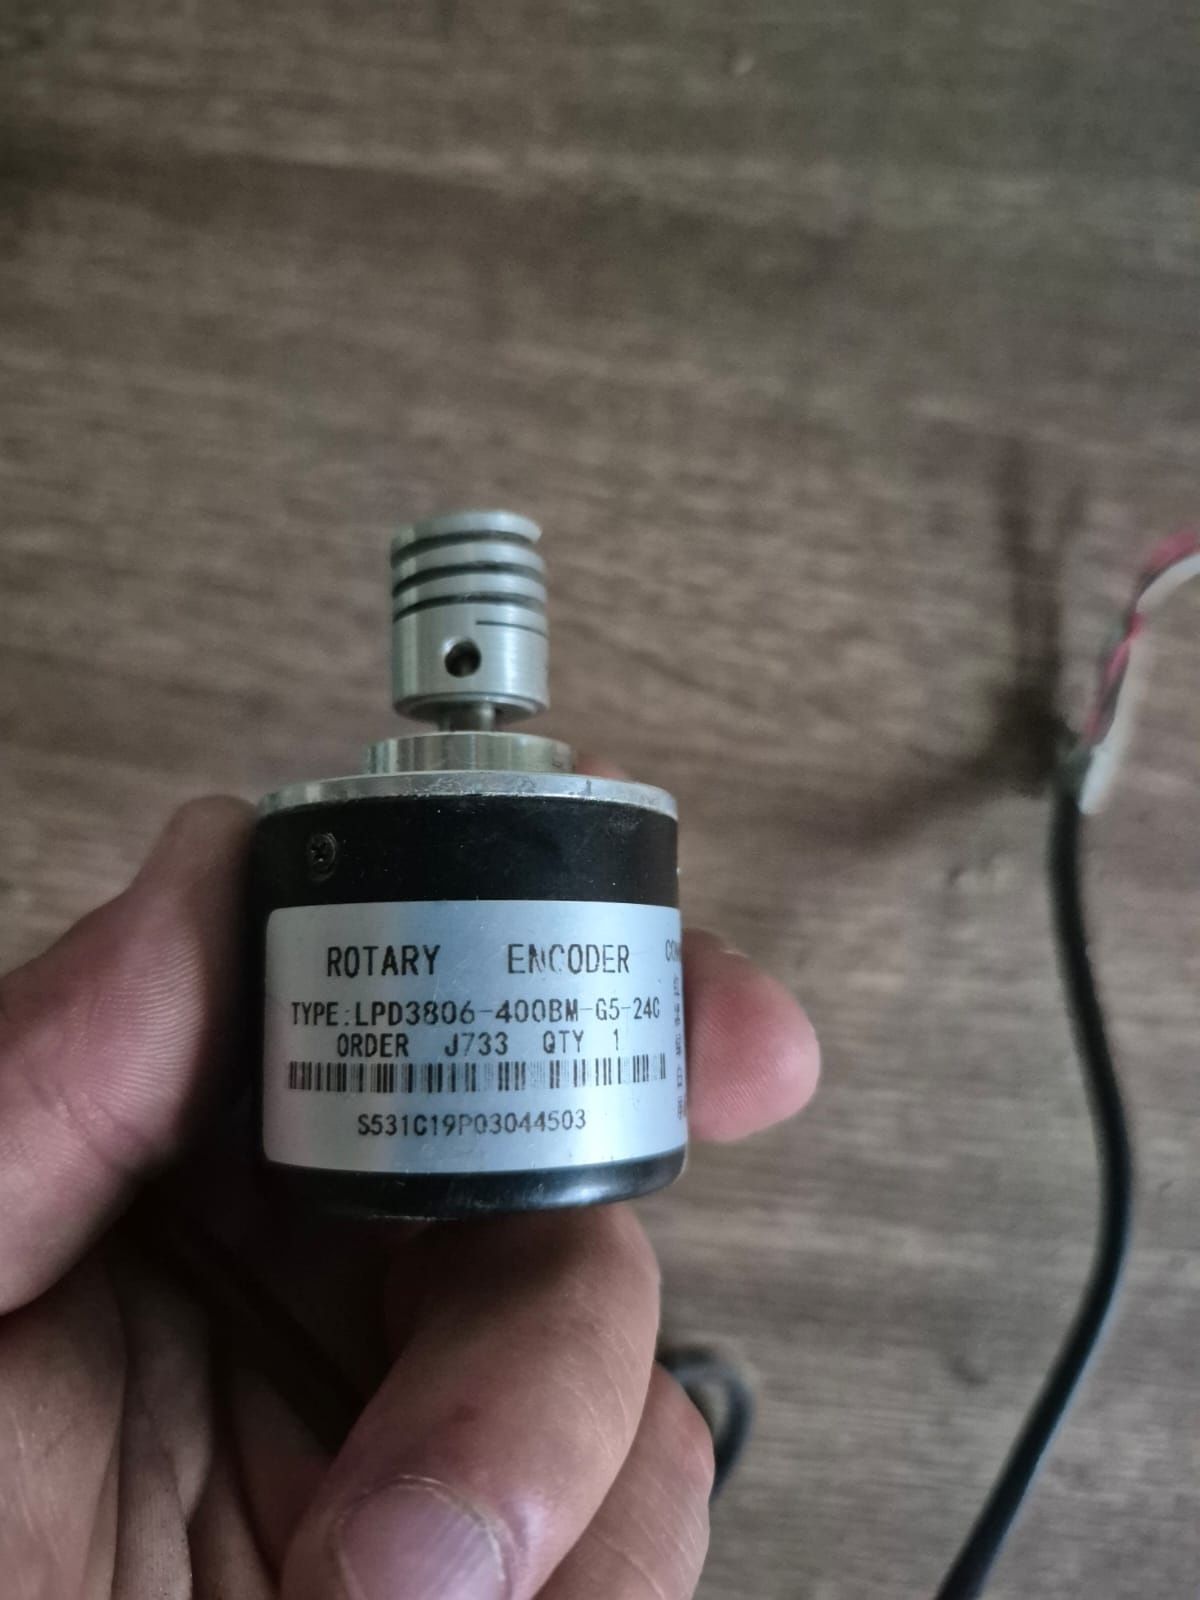 ROTARY ENCODER
TYPE:LPD3806-400BM-G5-24C
ORDER J733 QTY 1
S531C19P03044503